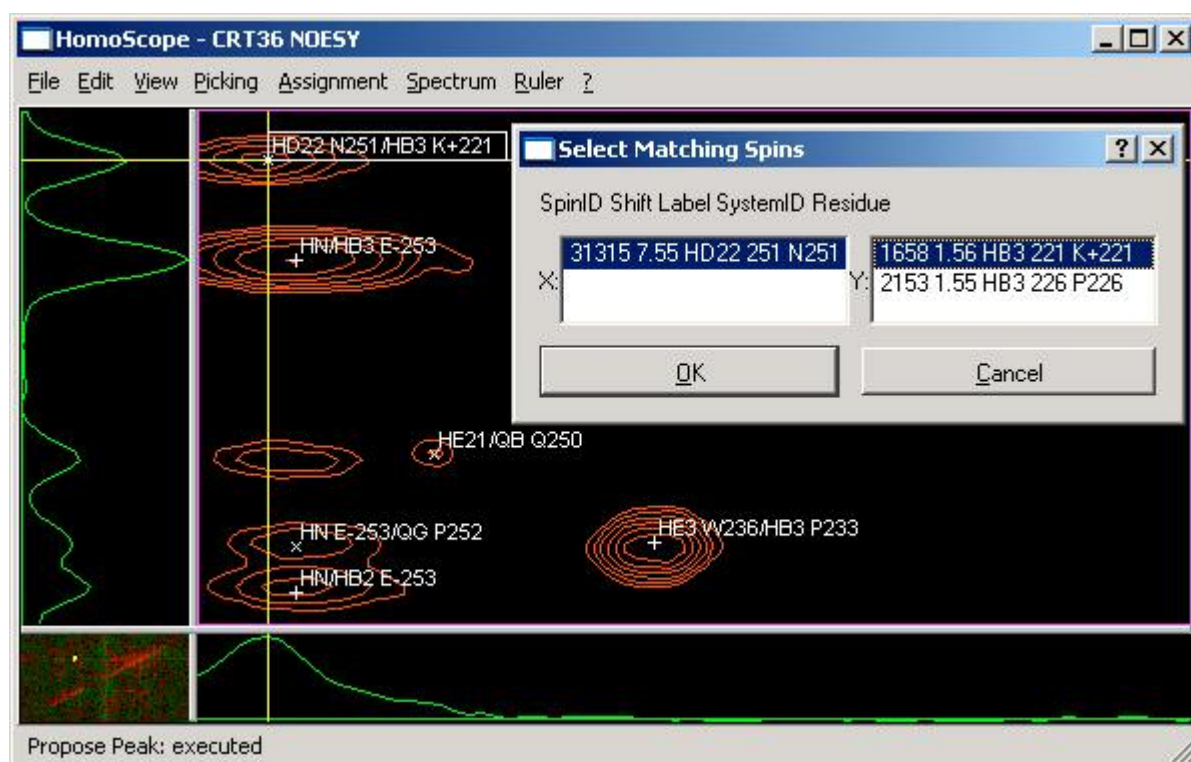 HomoScope - CRT36 NOESY
File Edit View Picking Assignment Spectrum Ruler ?
HD22 N251/HB3 K+221
HN/HB3 E-253
HE21/QB Q250
HN E-253/QG P252
HE3 W236/HB3 P233
HN/HB2 E-253
Select Matching Spins
SpinID Shift Label SystemID Residue
X:
31315 7.55 HD22 251 N251
Y:
1658 1.56 HB3 221 K+221
2153 1.55 HB3 226 P226
OK
Cancel
Propose Peak: executed